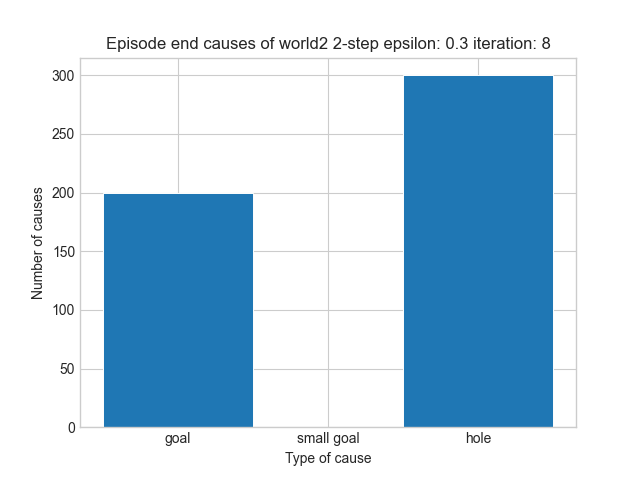 Episode end causes of world2 2-step epsilon: 0.3 iteration: 8
300
250
200
150
100
50
0
Number of causes
goal small goal hole
Type of cause